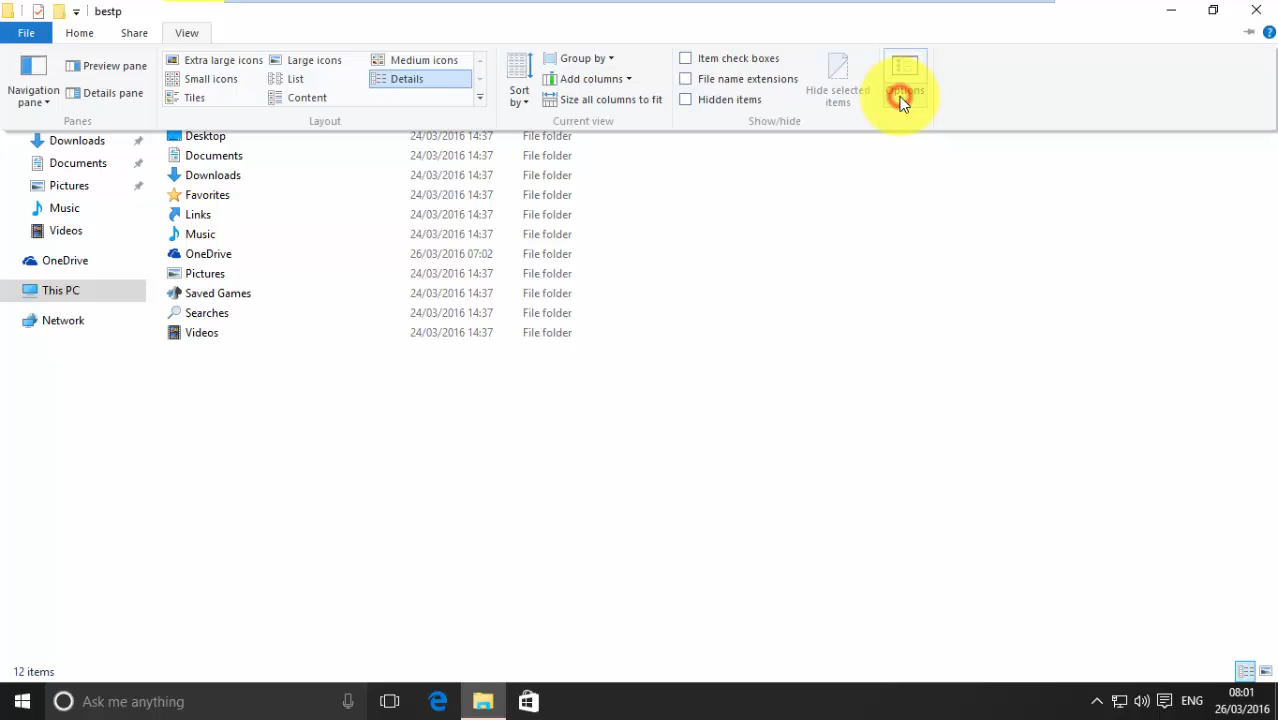 bestp
File Home Share View
Navigation pane
Preview pane
Details pane
Panes
Extra large icons Large icons Medium icons
Small icons List Details
Tiles Content
Layout
Sort by
Group by
Add columns
Size all columns to fit
Current view
Item check boxes
File name extensions
Hidden items
Hide selected items
Show/hide
Options
Downloads
Documents
Pictures
Music
Videos
OneDrive
This PC
Network
Desktop 24/03/2016 14:37 File folder
Documents 24/03/2016 14:37 File folder
Downloads 24/03/2016 14:37 File folder
Favorites 24/03/2016 14:37 File folder
Links 24/03/2016 14:37 File folder
Music 24/03/2016 14:37 File folder
OneDrive 26/03/2016 07:02 File folder
Pictures 24/03/2016 14:37 File folder
Saved Games 24/03/2016 14:37 File folder
Searches 24/03/2016 14:37 File folder
Videos 24/03/2016 14:37 File folder
12 items
Ask me anything
ENG
08:01
26/03/2016